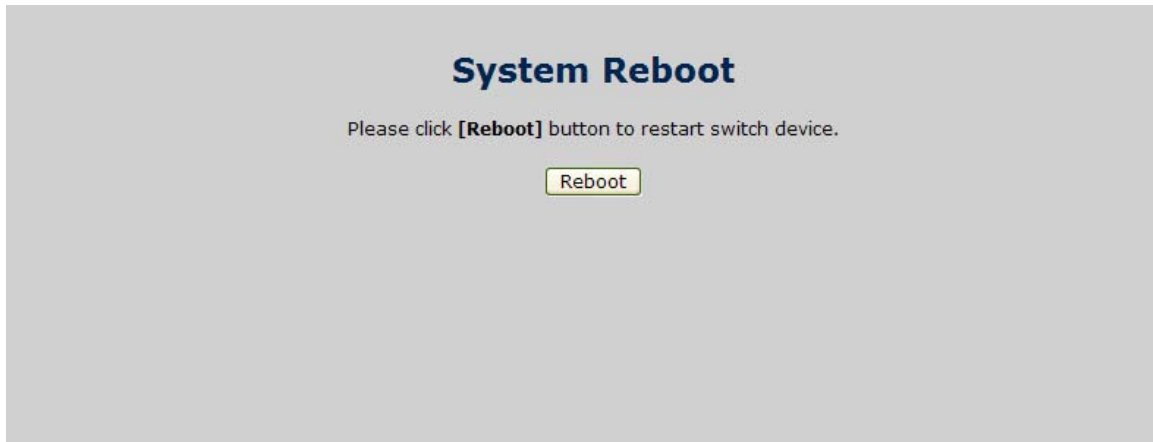 System Reboot
Please click [Reboot] button to restart switch device.
Reboot